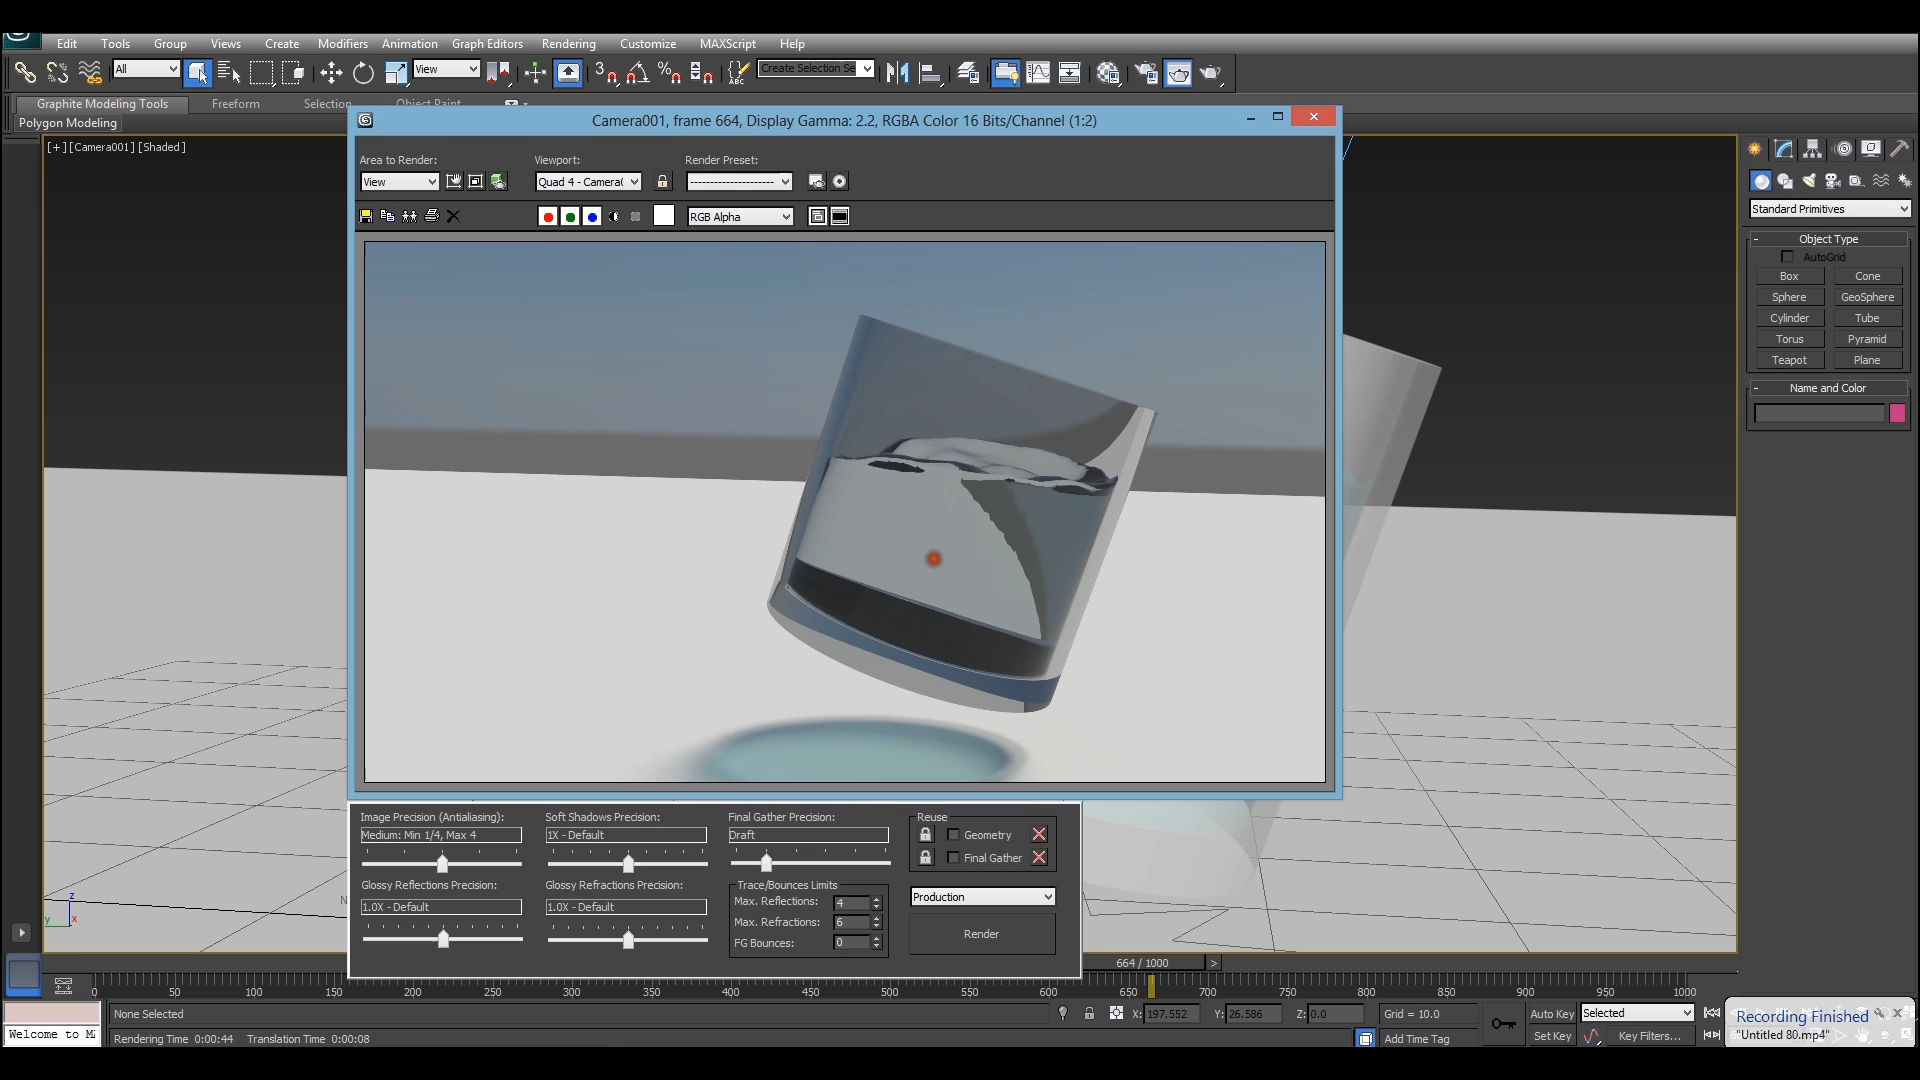 Edit Tools Group Views Create Modifiers Animation Graph Editors Rendering Customize MAXScript Help
All View Create Selection Se
Graphite Modeling Tools Freeform Selection Object Paint
Polygon Modeling
Camera001, frame 664, Display Gamma: 2.2, RGBA Color 16 Bits/Channel (1:2)
[+][Camera001][Shaded]
Area to Render: Viewport: Render Preset:
View Quad 4 - Camera(
RGB Alpha
Standard Primitives
- Object Type
AutoGrid
Box Cone
Sphere GeoSphere
Cylinder Tube
Torus Pyramid
Teapot Plane
- Name and Color
Image Precision (Antialiasing): Soft Shadows Precision: Final Gather Precision: Reuse
Medium: Min 1/4, Max 4 1X - Default Draft Geometry
Final Gather
Glossy Reflections Precision: Glossy Refractions Precision: Trace/Bounces Limits
1.0X - Default 1.0X - Default Max. Reflections: 4 Production
Max. Refractions: 6
FG Bounces: 0 Render
z
y x
664 / 1000 >
0 50 100 150 200 250 300 350 400 450 500 550 600 650 700 750 800 850 900 950 1000
None Selected X: 197.552 Y: 26.586 Z: 0.0 Grid = 10.0 Auto Key Selected
Welcome to M
Rendering Time 0:00:44 Translation Time 0:00:08 Add Time Tag Set Key Key Filters...
Recording Finished
"Untitled 80.mp4"